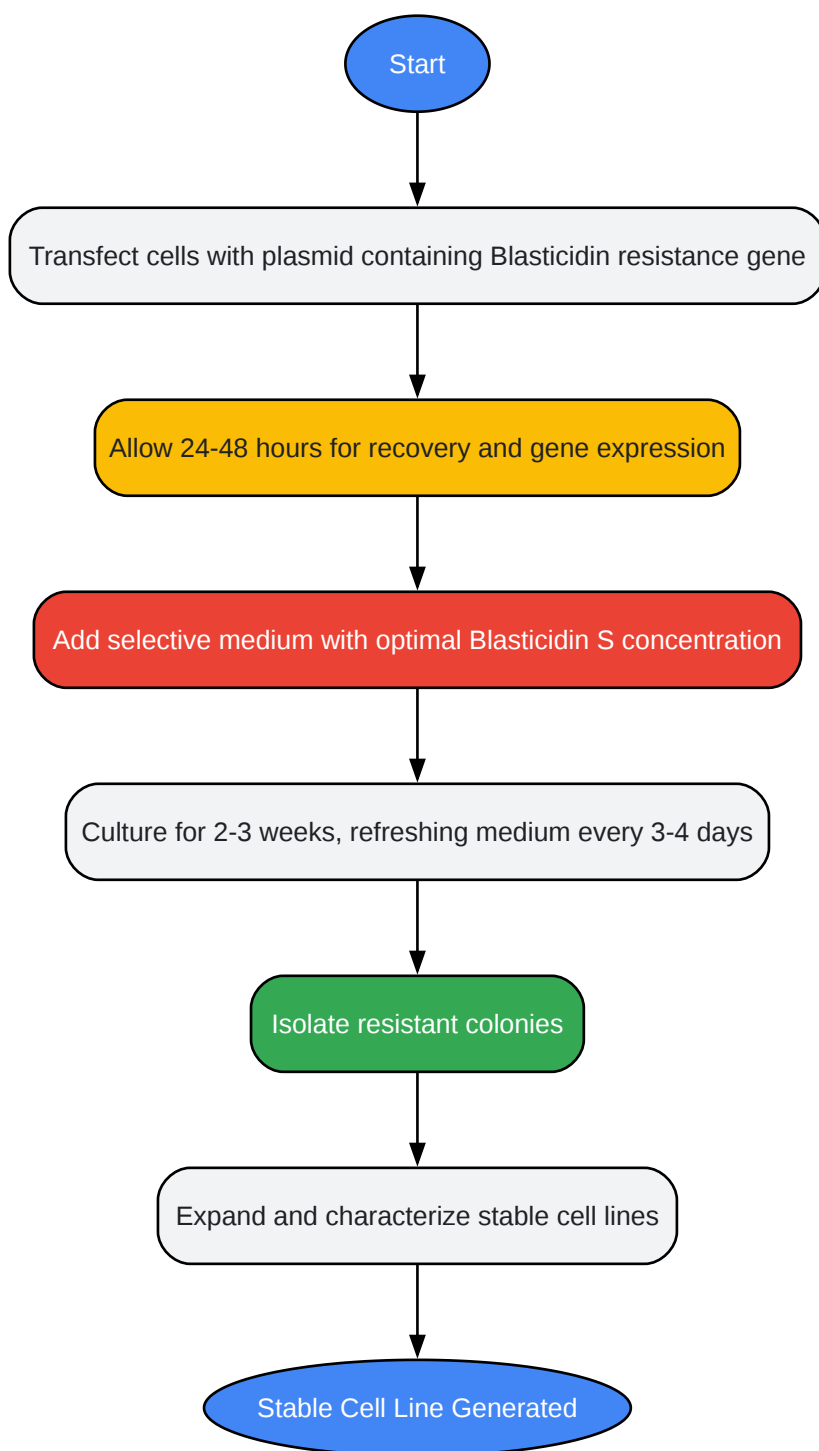 Start
Transfect cells with plasmid containing Blasticidin resistance gene
Allow 24-48 hours for recovery and gene expression
Add selective medium with optimal Blasticidin S concentration
Culture for 2-3 weeks, refreshing medium every 3-4 days
Isolate resistant colonies
Expand and characterize stable cell lines
Stable Cell Line Generated